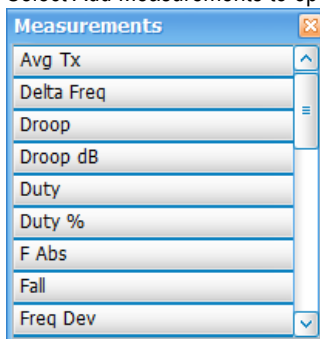 Select Add Measurements to op
Measurements
Avg Tx
Delta Freq
Droop
Droop dB
Duty
Duty %
F Abs
Fall
Freq Dev